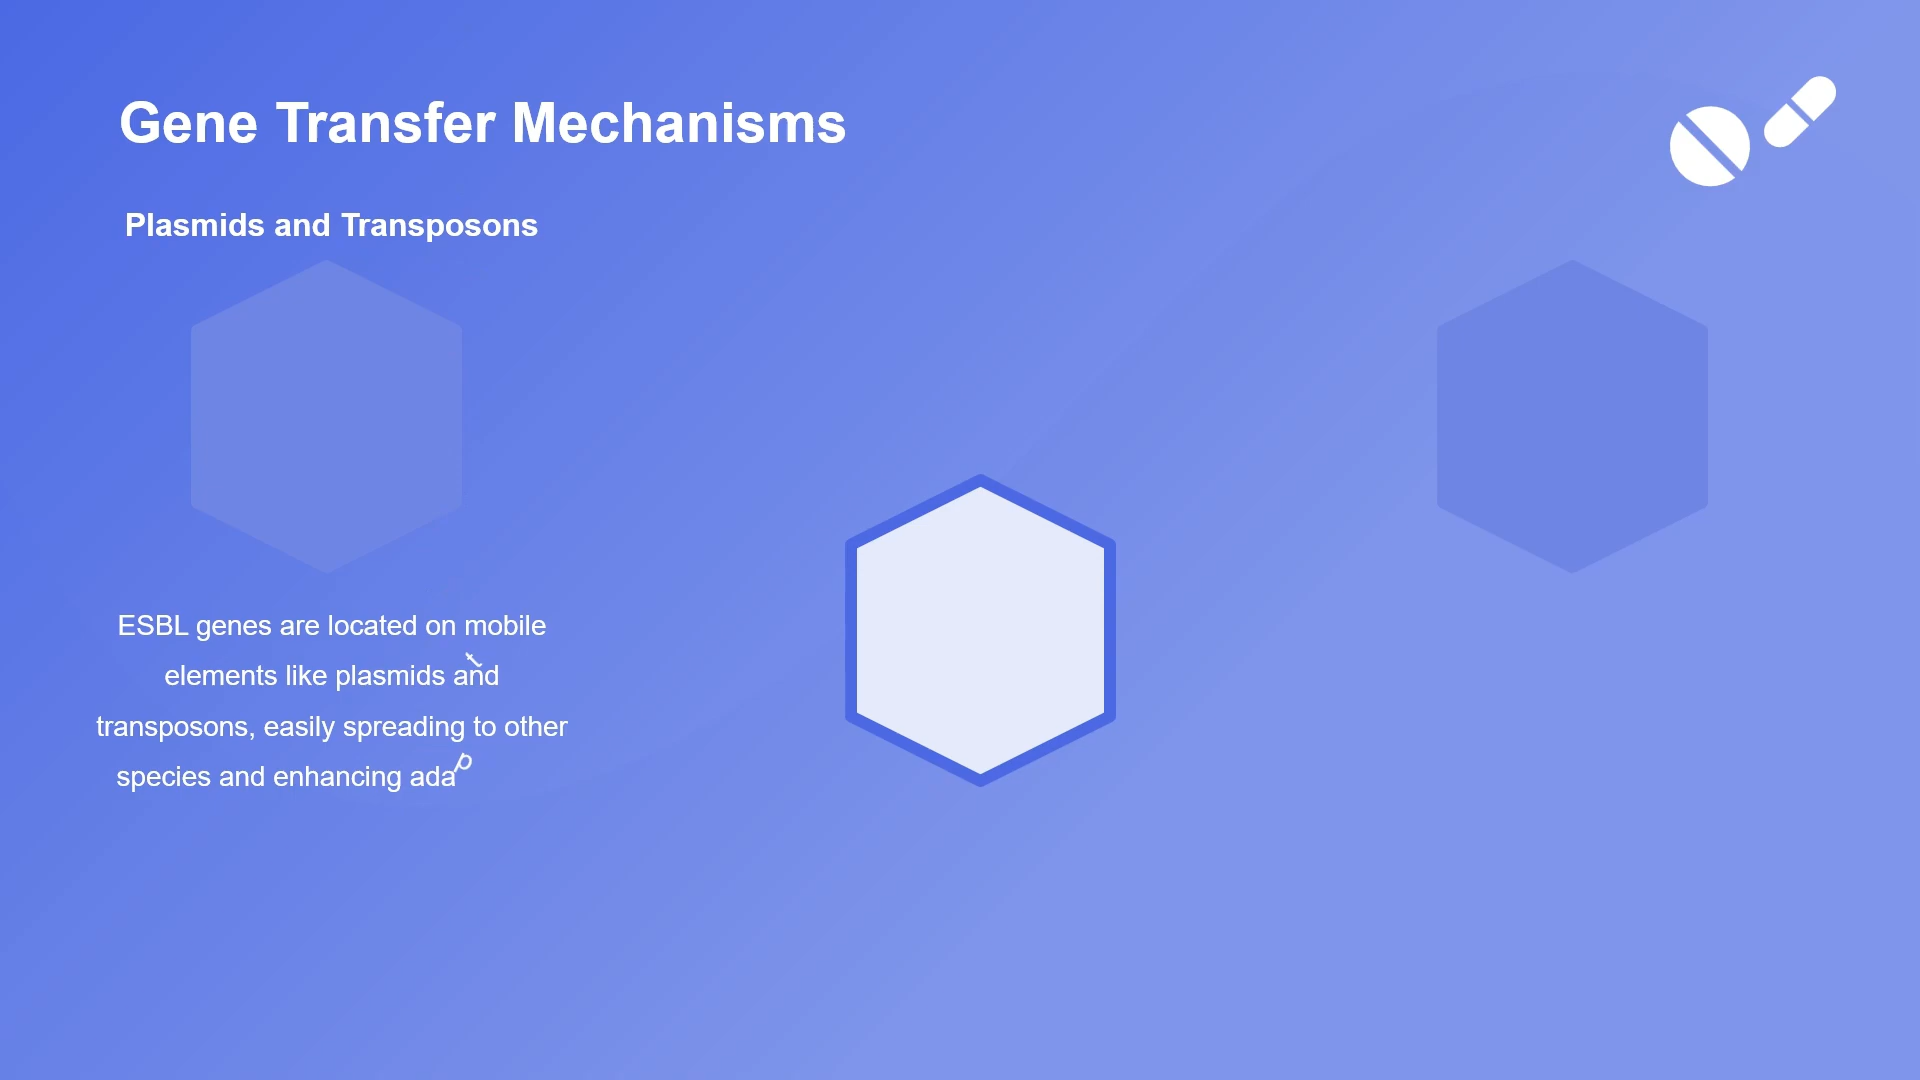 Gene Transfer Mechanisms
Plasmids and Transposons
ESBL genes are located on mobile
elements like plasmids and
transposons, easily spreading to other
species and enhancing adapt